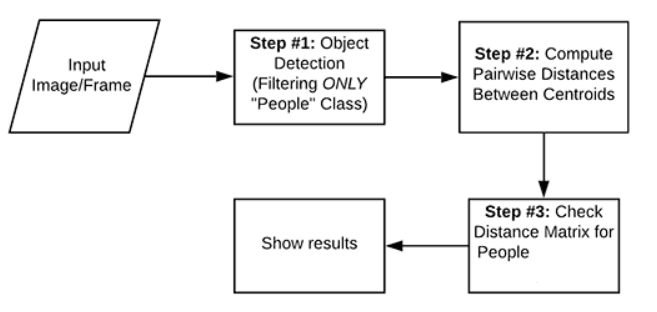 Input
Image/Frame
Step #1: Object
Detection
(Filtering ONLY
"People" Class)
Step #2: Compute
Pairwise Distances
Between Centroids
Step #3: Check
Distance Matrix for
People
Show results